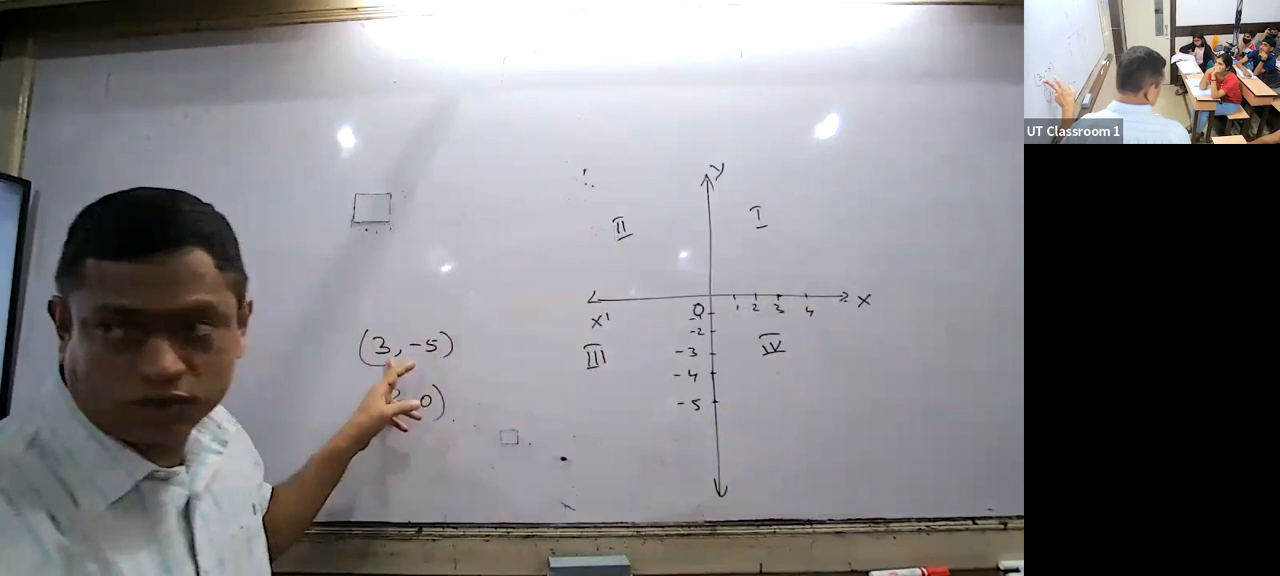 y
II I
O 1 2 3 4 X
X'
-2
(3, -5) III -3 IV
-4
0) -5
UT Classroom 1